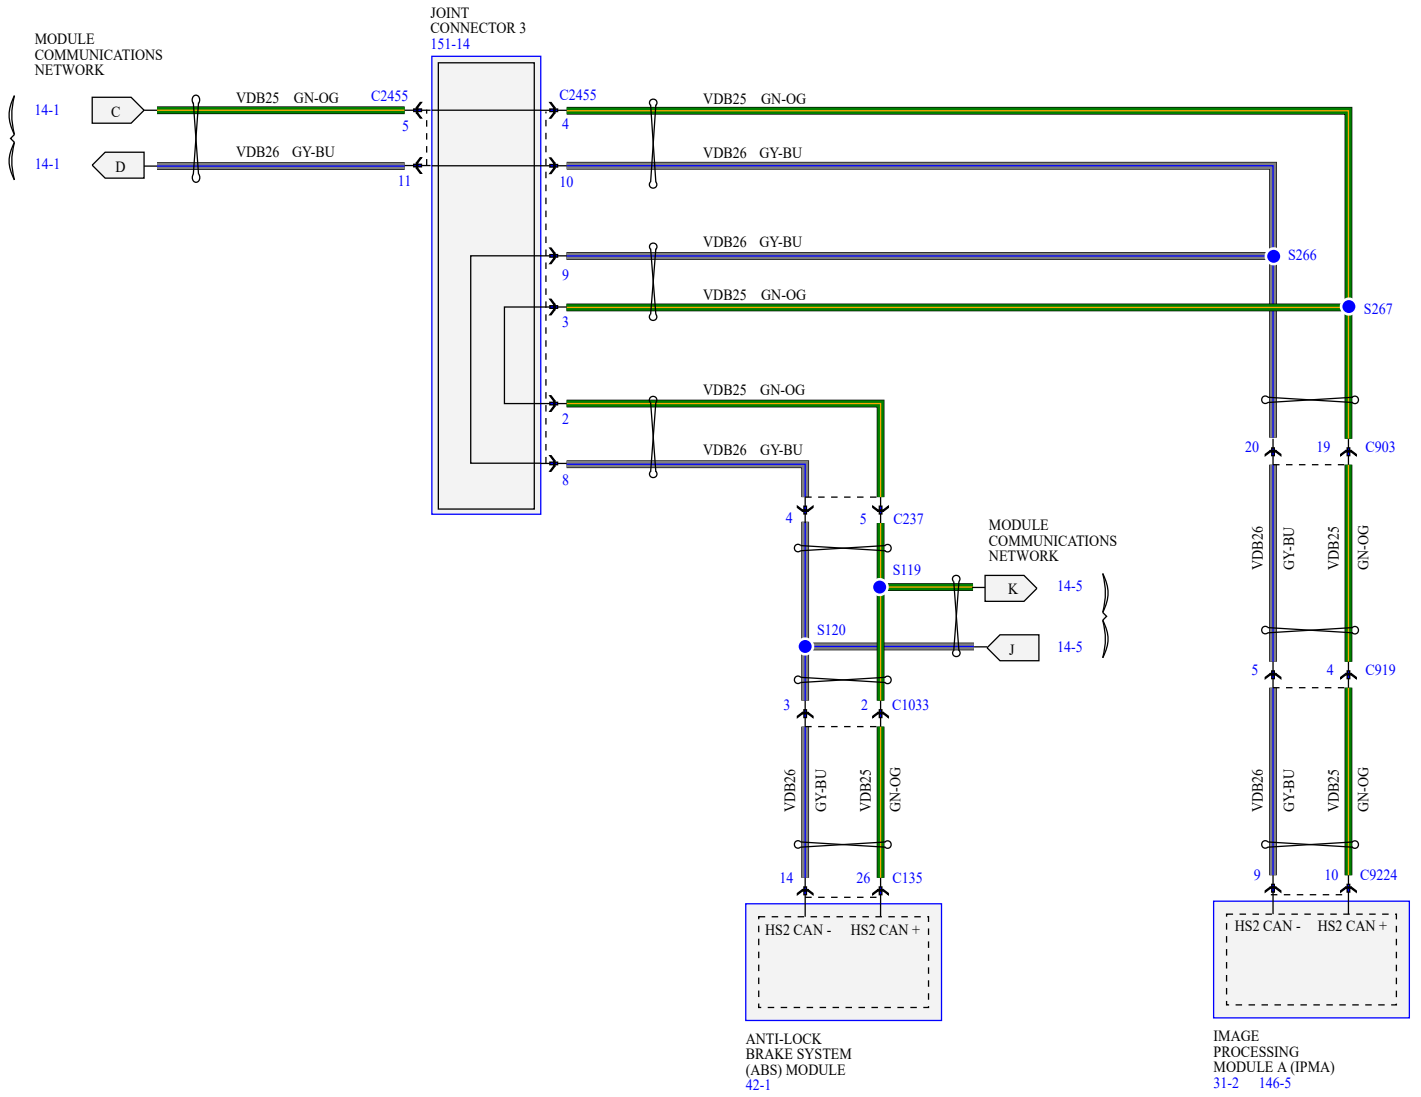 JOINT
CONNECTOR 3
151-14
MODULE
COMMUNICATIONS
NETWORK
14-1
C
VDB25 GN-OG
C2455
5
C2455
4
VDB25 GN-OG
14-1
D
VDB26 GY-BU
11
10
VDB26 GY-BU
9
VDB26 GY-BU
S266
3
VDB25 GN-OG
S267
2
VDB25 GN-OG
8
VDB26 GY-BU
20
19
C903
4
5
C237
MODULE
COMMUNICATIONS
NETWORK
S119
K
14-5
S120
J
14-5
VDB26
GY-BU
VDB25
GN-OG
5
4
C919
3
2
C1033
VDB26
GY-BU
VDB25
GN-OG
VDB26
GY-BU
VDB25
GN-OG
14
26
C135
9
10
C9224
HS2 CAN -
HS2 CAN +
HS2 CAN -
HS2 CAN +
ANTI-LOCK
BRAKE SYSTEM
(ABS) MODULE
42-1
IMAGE
PROCESSING
MODULE A (IPMA)
31-2 146-5